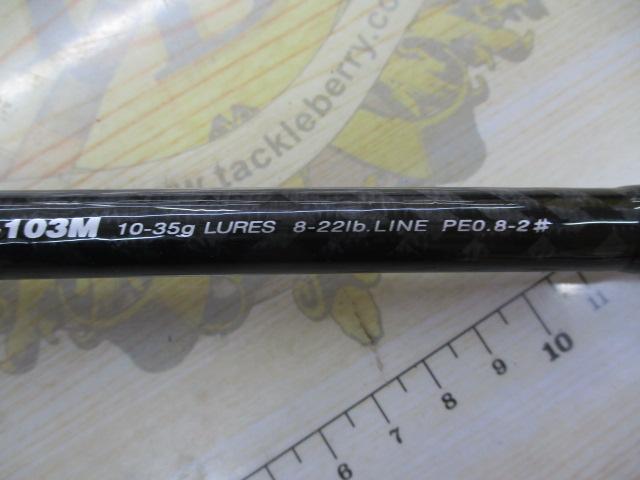 www.tackleberry.co
103M 10-35g LURES 8-22lb.LINE PE0.8-2#
6 7 8 9 10 11